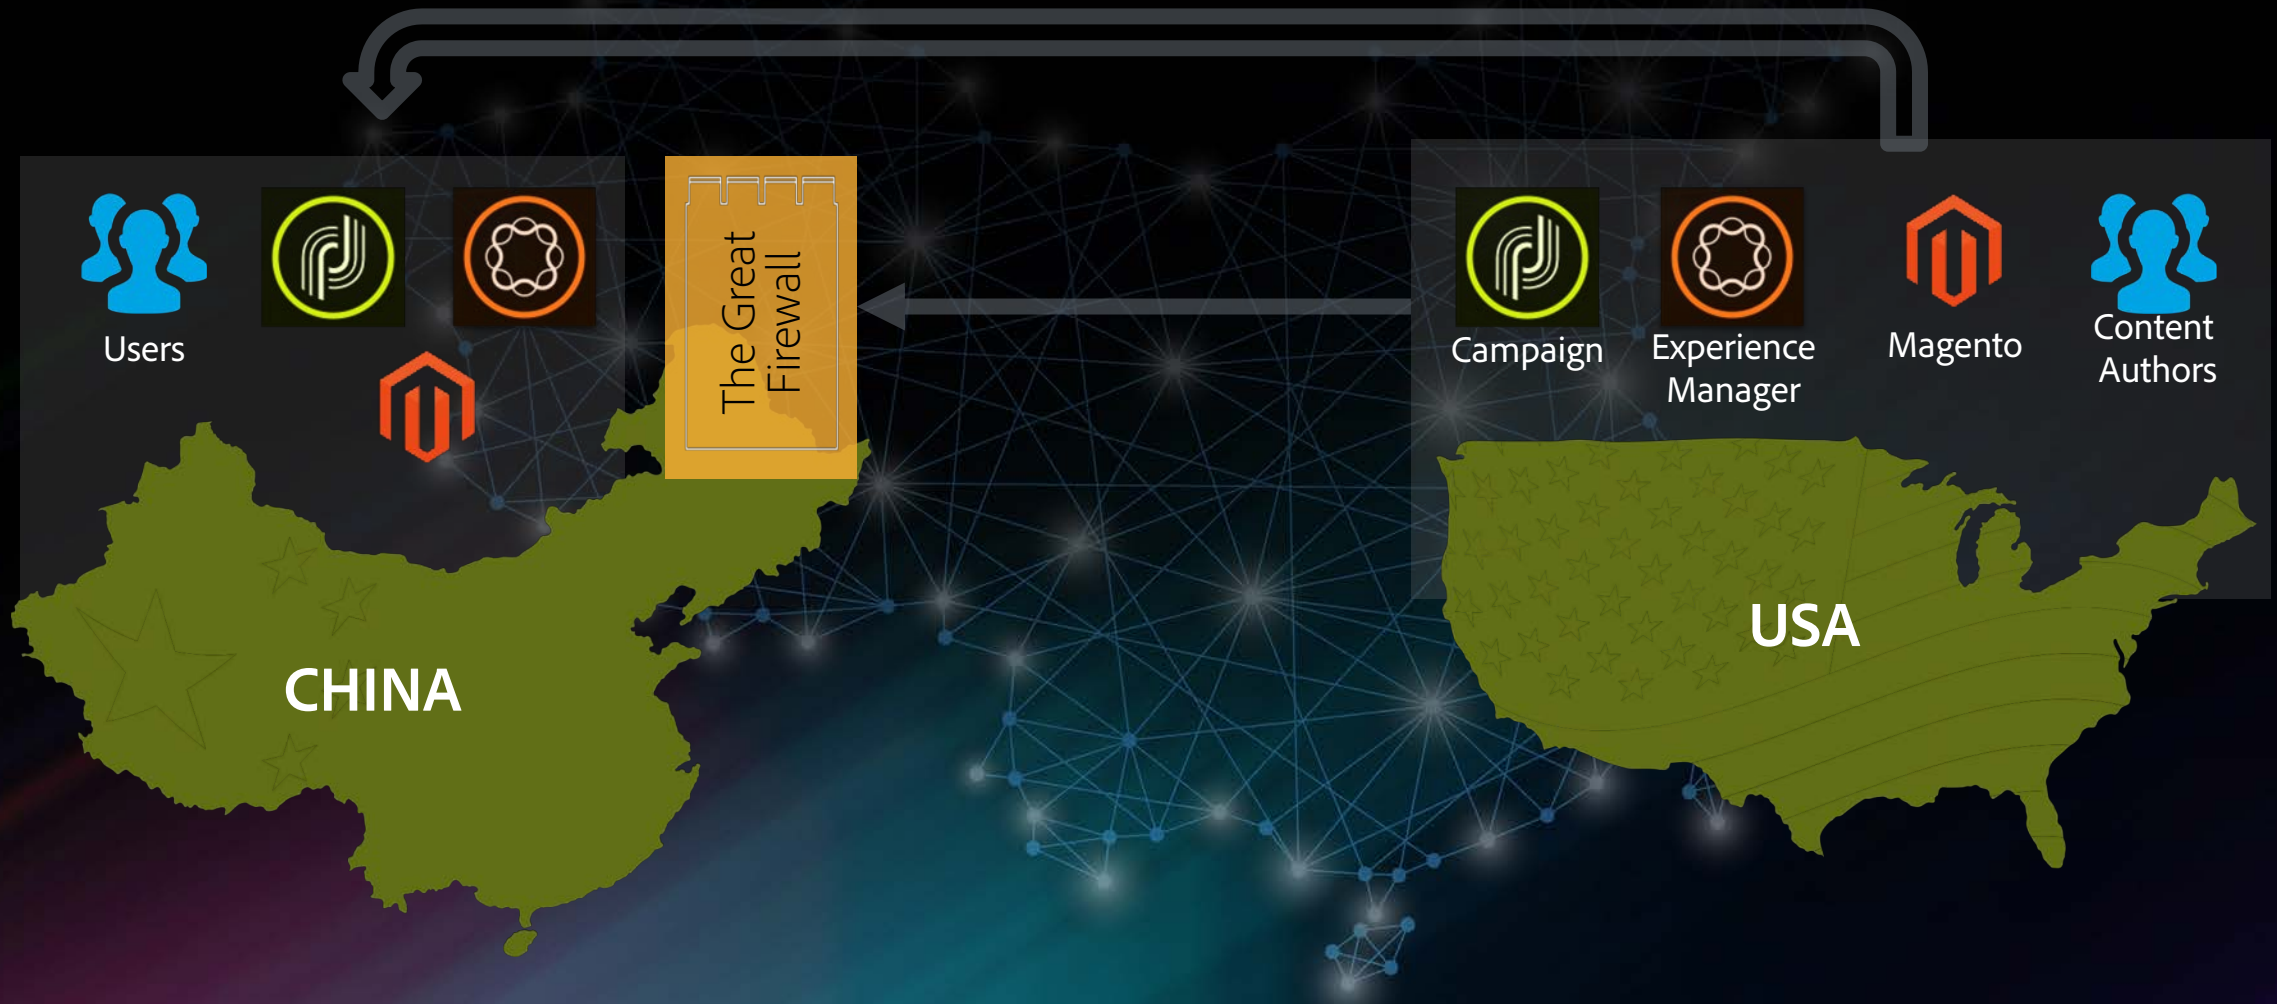 Users
The Great
Firewall
Campaign
Experience
Manager
Magento
Content
Authors
CHINA
USA